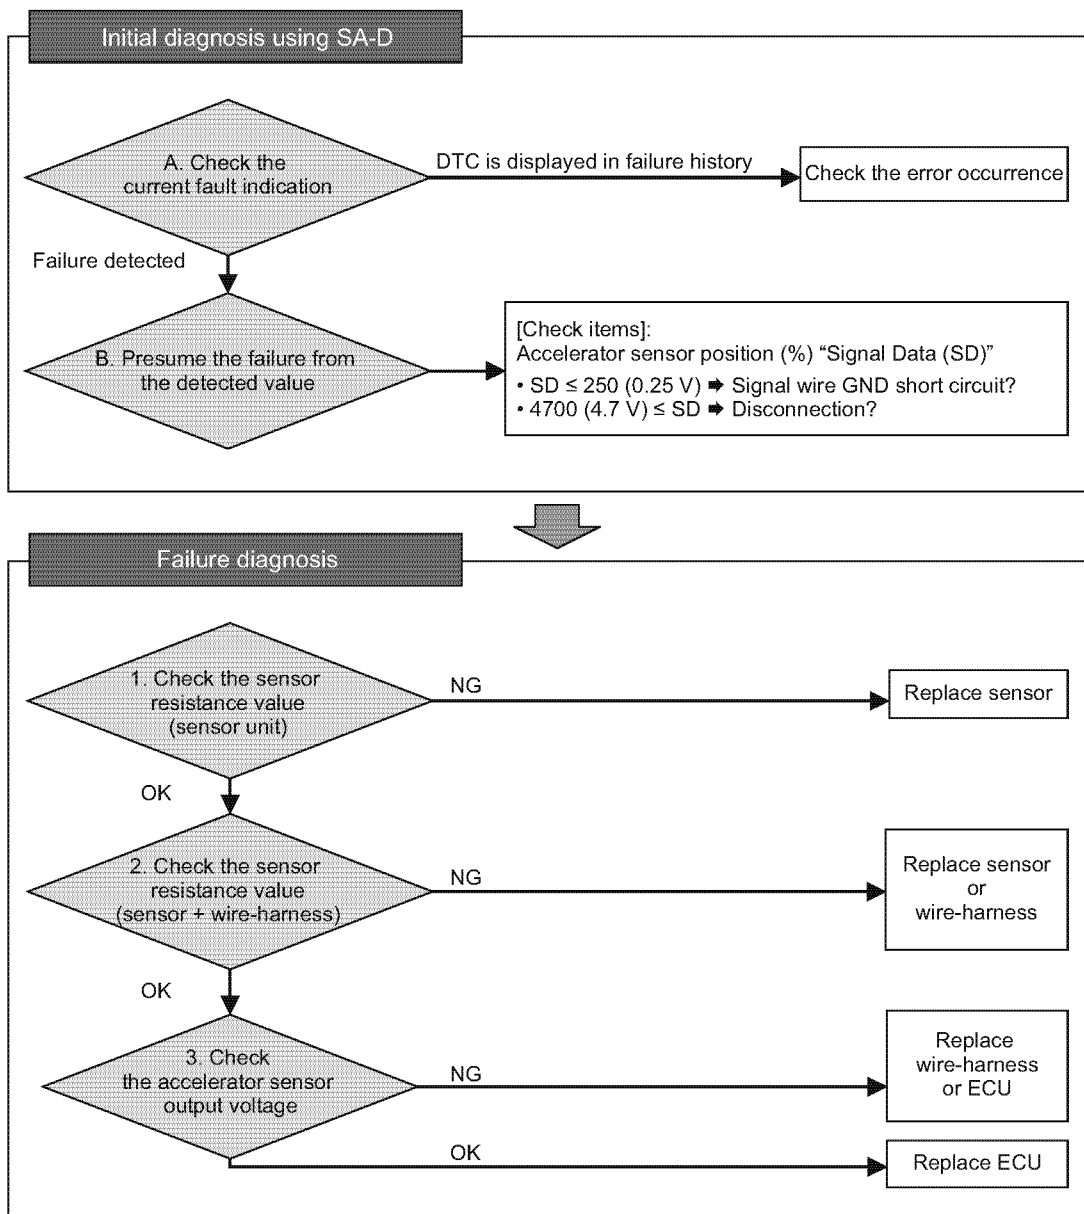 Initial diagnosis using SA-D
A. Check the
current fault indication
DTC is displayed in failure history
Check the error occurrence
Failure detected
B. Presume the failure from
the detected value
[Check items]:
Accelerator sensor position (%) “Signal Data (SD)”
• SD ≤ 250 (0.25 V) ➡ Signal wire GND short circuit?
• 4700 (4.7 V) ≤ SD ➡ Disconnection?
Failure diagnosis
1. Check the sensor
resistance value
(sensor unit)
NG
Replace sensor
OK
2. Check the sensor
resistance value
(sensor + wire-harness)
NG
Replace sensor
or
wire-harness
OK
3. Check
the accelerator sensor
output voltage
NG
Replace
wire-harness
or ECU
OK
Replace ECU